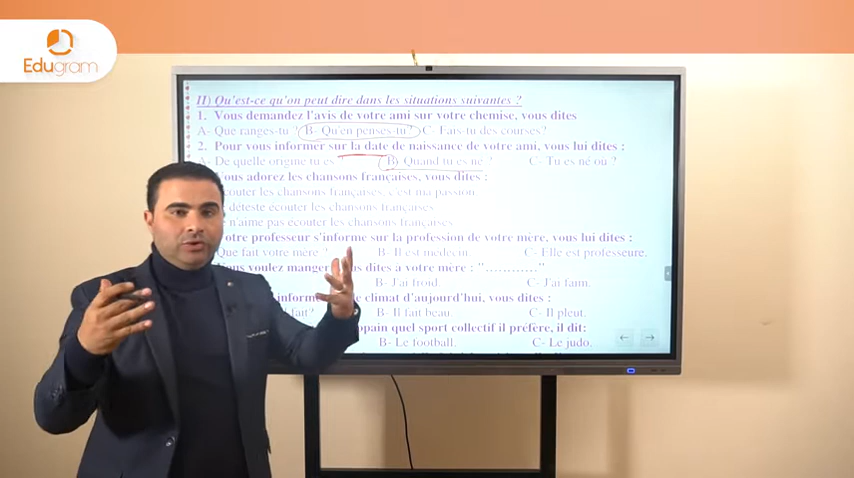 Edugram
II) Qu'est-ce qu'on peut dire dans les situations suivantes ?
1. Vous demandez l'avis de votre ami sur votre chemise, vous dites
A- Que ranges-tu ? B- Qu'en penses-tu? C- Fais tu des courses?
2. Pour vous informer sur la date de naissance de votre ami, vous lui dites :
A- De quelle origine tu es B) Quand tu es né ? C- Tu es né où ?
Vous adorez les chansons françaises, vous dites :
écouter les chansons françaises, c'est ma passion.
déteste écouter les chansons françaises.
n'aime pas écouter les chansons françaises
otre professeur s'informe sur la profession de votre mère, vous lui dites :
Que fait votre mère ? B- Il est médecin. C- Elle est professeure.
Vous voulez manger, vous dites à votre mère : "............"
B- J'ai froid. C- J'ai faim.
informe climat d'aujourd'hui, vous dites :
fait? B- Il fait beau. C- Il pleut.
opain quel sport collectif il préfère, il dit:
B- Le football. C- Le judo.